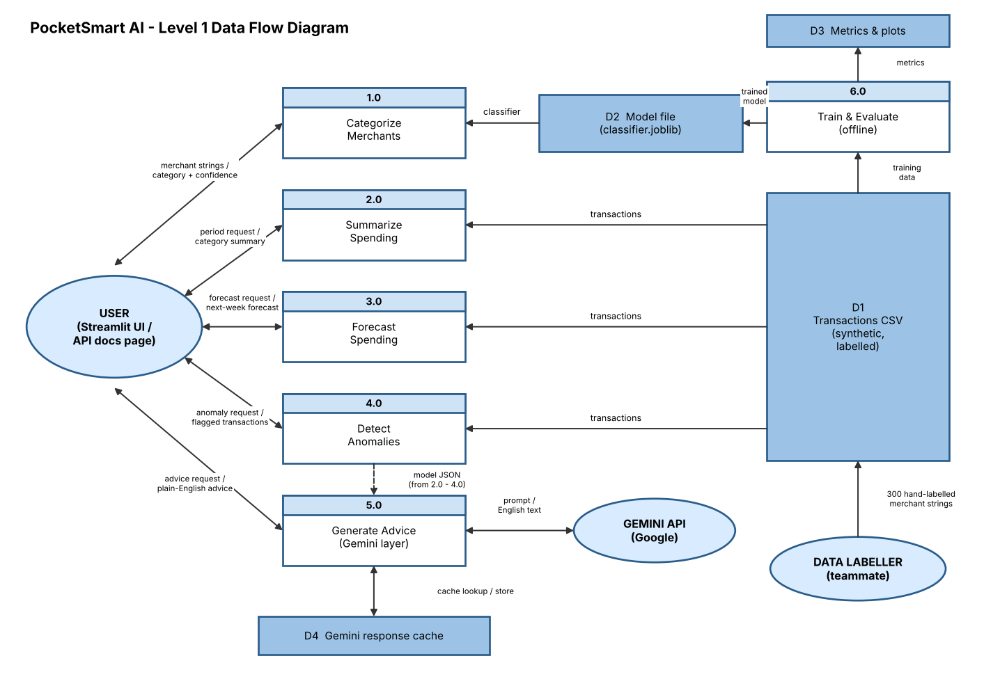 PocketSmart AI - Level 1 Data Flow Diagram
D3 Metrics & plots
metrics
6.0
Train & Evaluate
(offline)
trained
model
D2 Model file
(classifier.joblib)
classifier
1.0
Categorize
Merchants
merchant strings /
category + confidence
training
data
2.0
Summarize
Spending
transactions
period request /
category summary
3.0
Forecast
Spending
transactions
forecast request /
next-week forecast
USER
(Streamlit UI /
API docs page)
D1
Transactions CSV
(synthetic,
labelled)
4.0
Detect
Anomalies
transactions
anomaly request /
flagged transactions
model JSON
(from 2.0 - 4.0)
advice request /
plain-English advice
5.0
Generate Advice
(Gemini layer)
prompt /
English text
GEMINI API
(Google)
300 hand-labelled
merchant strings
DATA LABELLER
(teammate)
cache lookup / store
D4 Gemini response cache